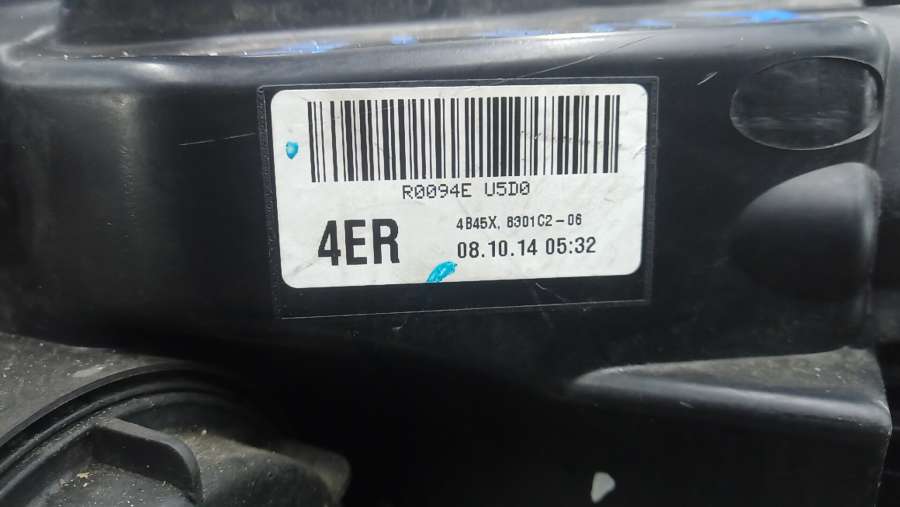 R0094E U5D0
4ER
4B45X, 8301C2-06
08.10.14 05:32